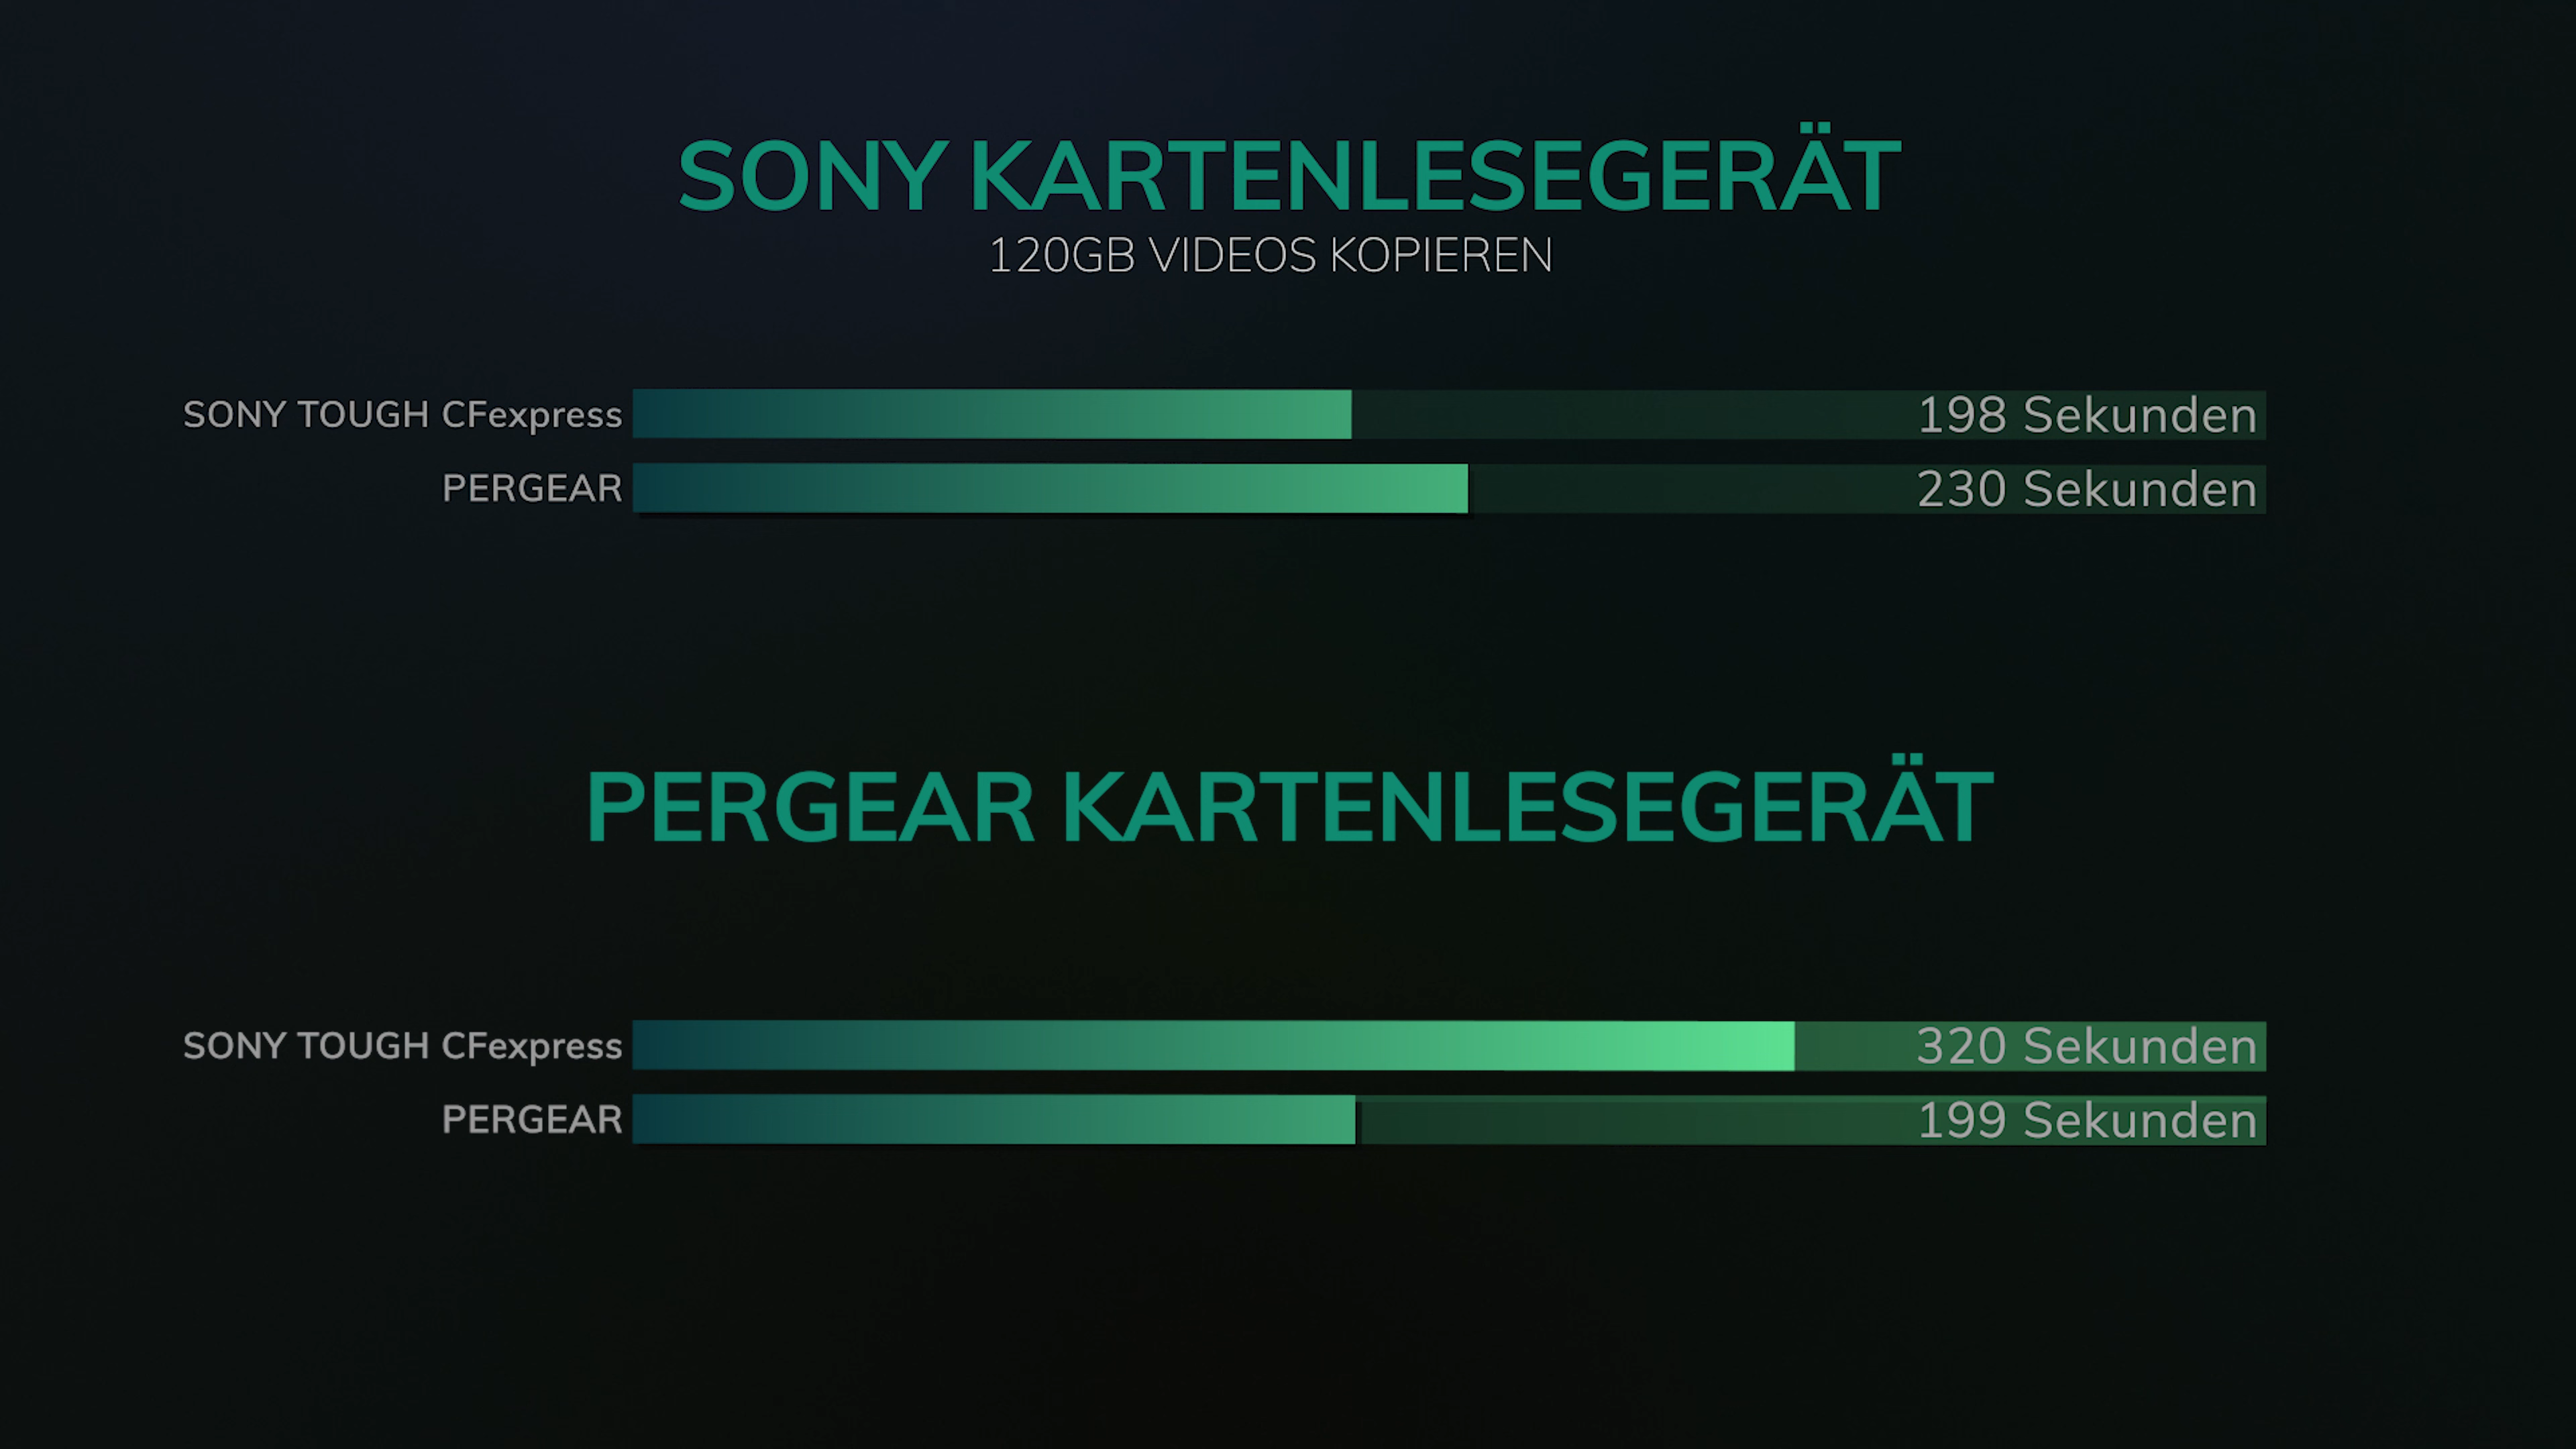 SONY KARTENLESEGERÄT
120GB VIDEOS KOPIEREN
SONY TOUGH CFexpress 198 Sekunden
PERGEAR 230 Sekunden
PERGEAR KARTENLESEGERÄT
SONY TOUGH CFexpress 320 Sekunden
PERGEAR 199 Sekunden